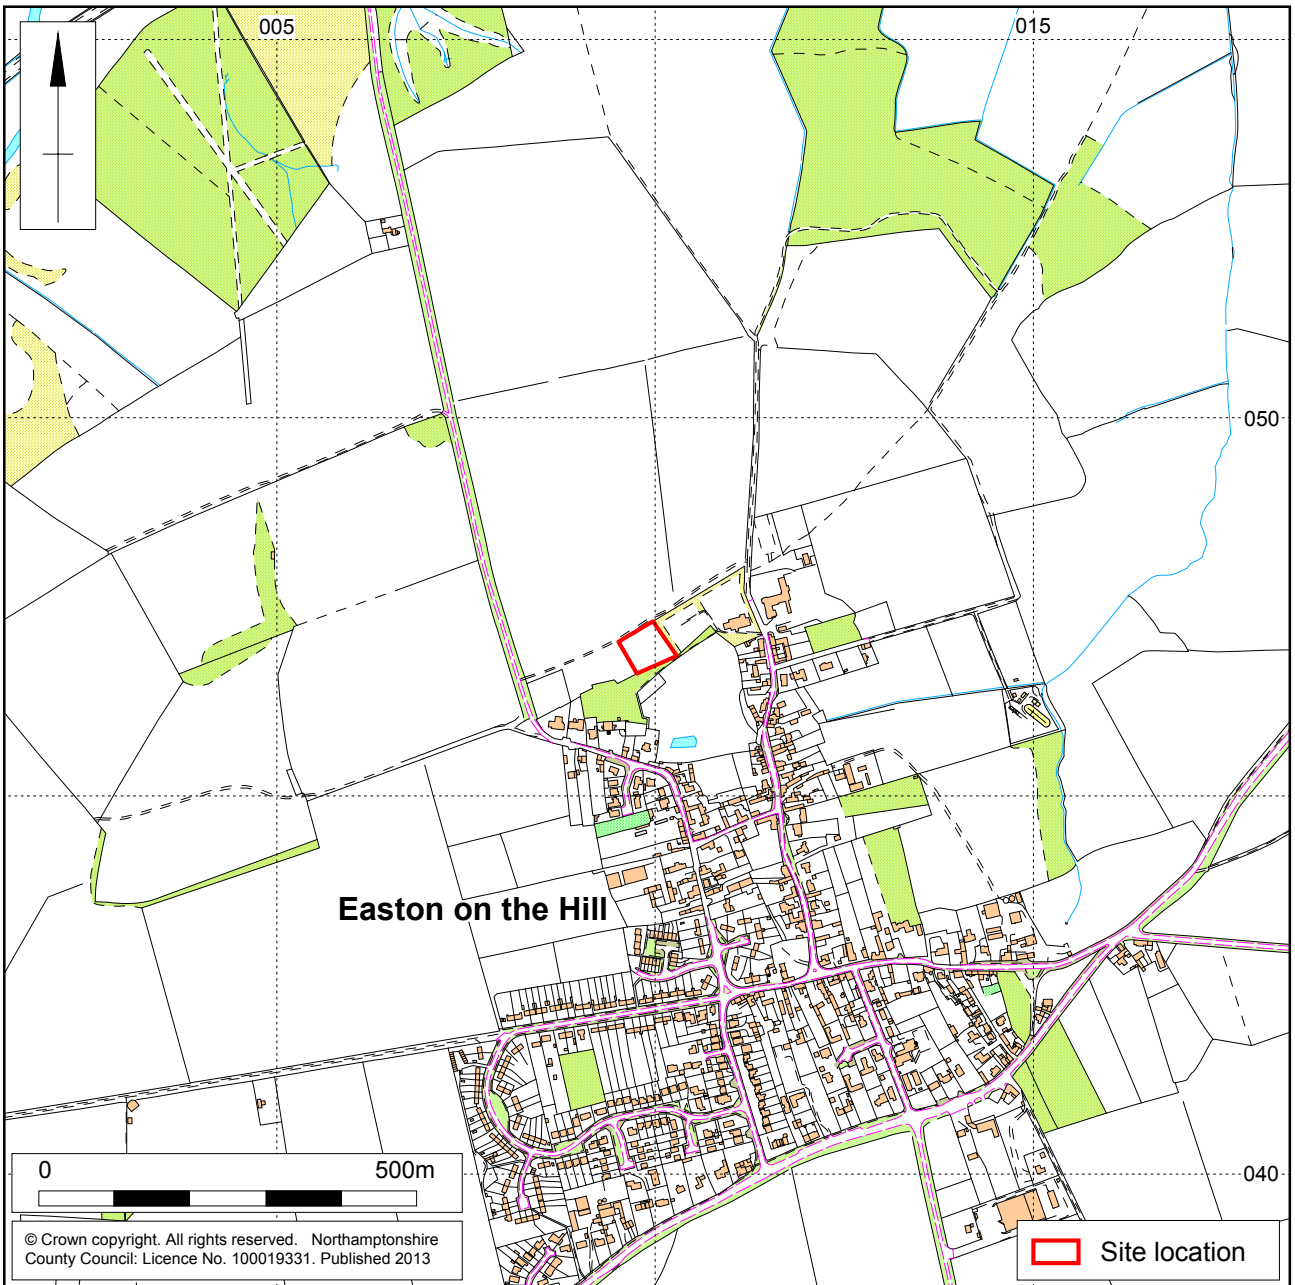 005
015
050
Easton on the Hill
0
500m
040
© Crown copyright. All rights reserved. Northamptonshire
County Council: Licence No. 100019331. Published 2013
Site location